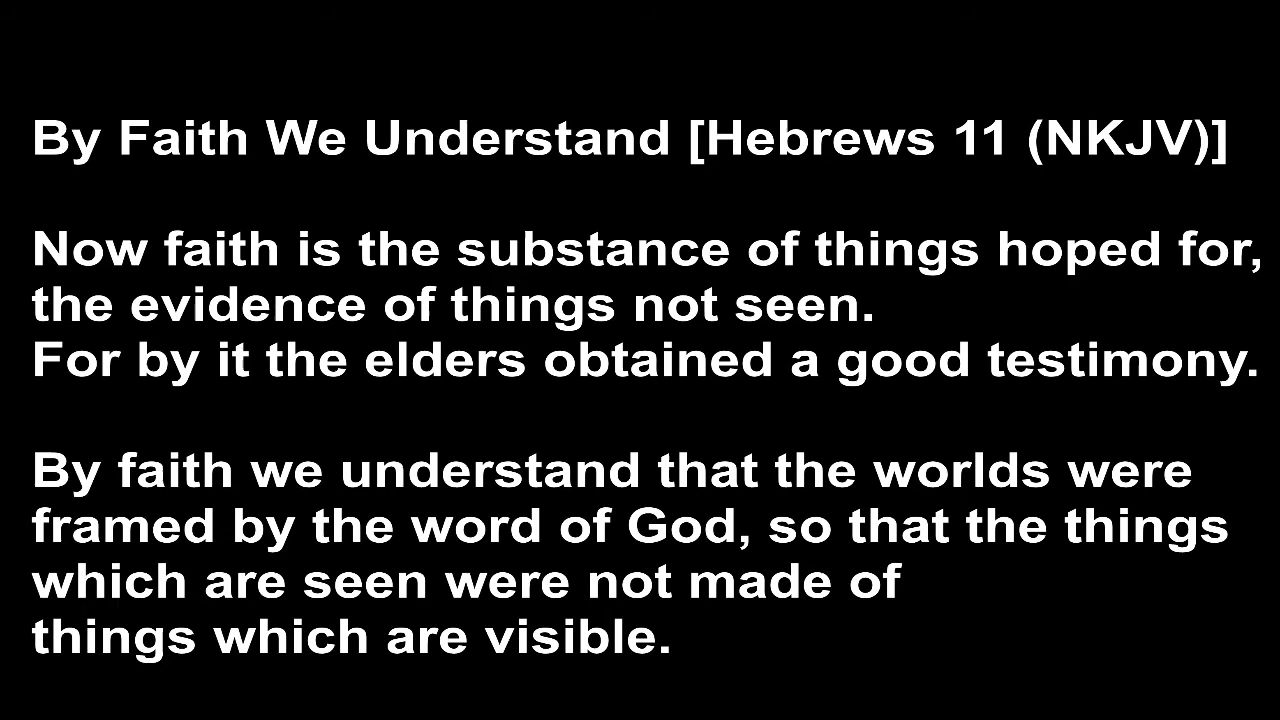 By Faith We Understand [Hebrews 11 (NKJV)]
Now faith is the substance of things hoped for,
the evidence of things not seen.
For by it the elders obtained a good testimony.
By faith we understand that the worlds were
framed by the word of God, so that the things
which are seen were not made of
things which are visible.